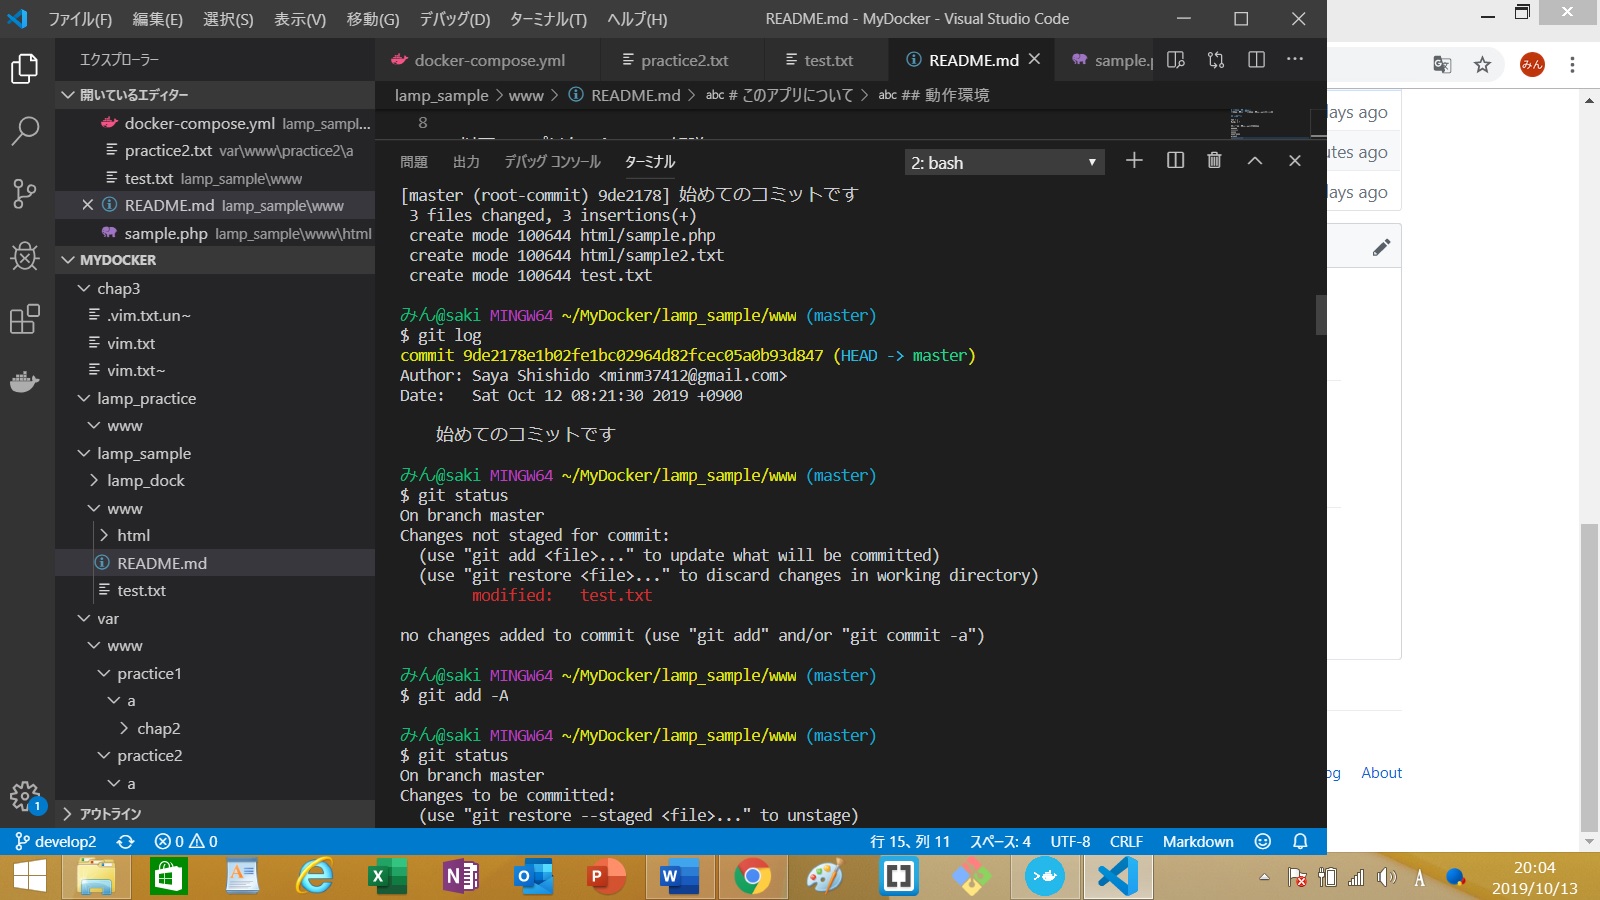 ファイル(F) 編集(E) 選択(S) 表示(V) 移動(G) デバッグ(D) ターミナル(T) ヘルプ(H) README.md - MyDocker - Visual Studio Code
エクスプローラー
開いているエディター
docker-compose.yml lamp_sampl...
practice2.txt var\www\practice2\a
test.txt lamp_sample\www
README.md lamp_sample\www
sample.php lamp_sample\www\html
MYDOCKER
chap3
.vim.txt.un~
vim.txt
vim.txt~
lamp_practice
www
lamp_sample
lamp_dock
www
html
README.md
test.txt
var
www
practice1
a
chap2
practice2
a
アウトライン
1
docker-compose.yml practice2.txt test.txt README.md sample.p
lamp_sample > www > README.md > abc # このアプリについて > abc ## 動作環境
8
問題 出力 デバッグ コンソール ターミナル 2: bash
[master (root-commit) 9de2178] 始めてのコミットです
3 files changed, 3 insertions(+)
create mode 100644 html/sample.php
create mode 100644 html/sample2.txt
create mode 100644 test.txt
みん@saki MINGW64 ~/MyDocker/lamp_sample/www (master)
$ git log
commit 9de2178e1b02fe1bc02964d82fcec05a0b93d847 (HEAD -> master)
Author: Saya Shishido <minm37412@gmail.com>
Date:   Sat Oct 12 08:21:30 2019 +0900
始めてのコミットです
みん@saki MINGW64 ~/MyDocker/lamp_sample/www (master)
$ git status
On branch master
Changes not staged for commit:
(use "git add <file>..." to update what will be committed)
(use "git restore <file>..." to discard changes in working directory)
modified:   test.txt
no changes added to commit (use "git add" and/or "git commit -a")
みん@saki MINGW64 ~/MyDocker/lamp_sample/www (master)
$ git add -A
みん@saki MINGW64 ~/MyDocker/lamp_sample/www (master)
$ git status
On branch master
Changes to be committed:
(use "git restore --staged <file>..." to unstage)
みん
ays ago
utes ago
ays ago
og About
develop2 0 0 行 15、列 11 スペース: 4 UTF-8 CRLF Markdown
A 20:04
2019/10/13